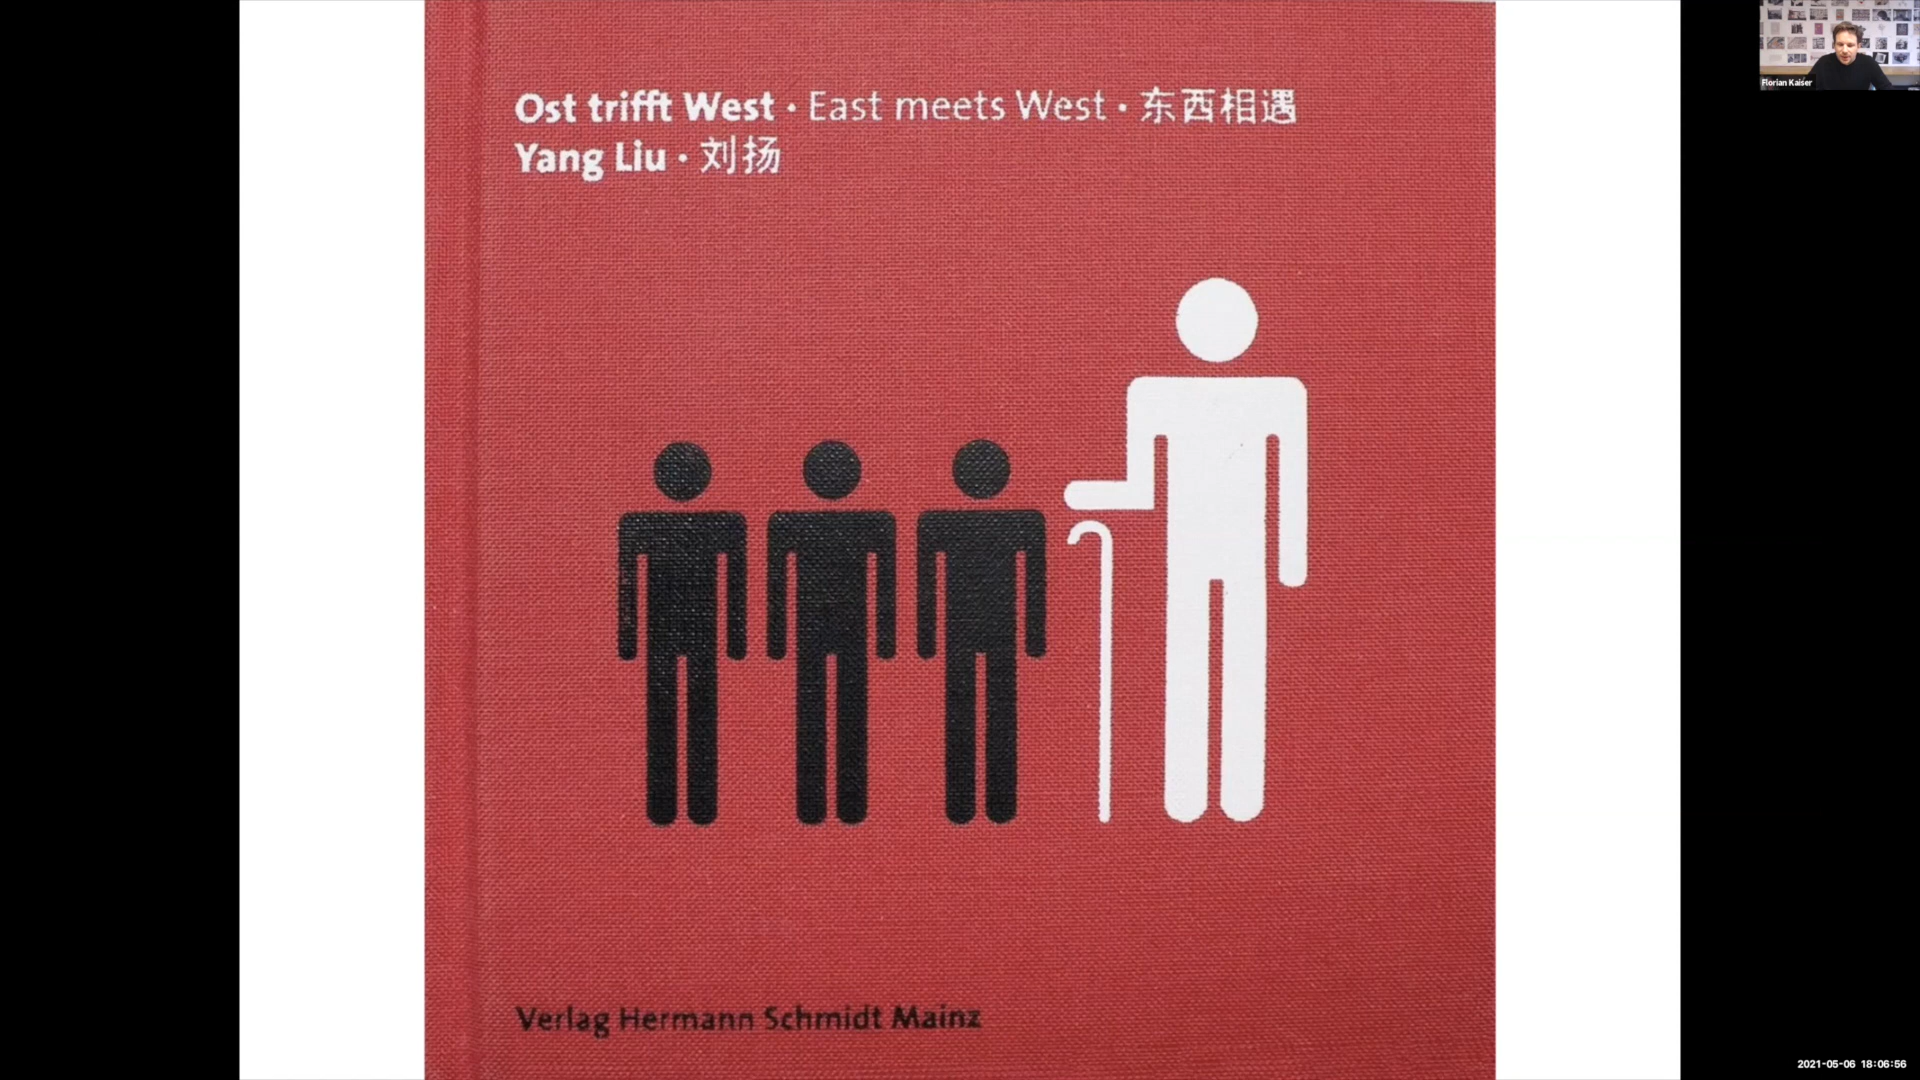 Ost trifft West · East meets West · 东西相遇
Yang Liu · 刘扬
Verlag Hermann Schmidt Mainz
Florian Kaiser
2021-05-06 18:06:56